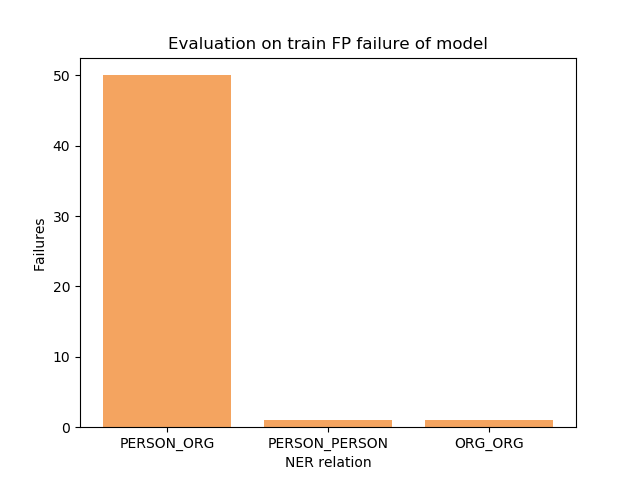 Evaluation on train FP failure of model
50
40
30
20
10
0
Failures
PERSON_ORG
PERSON_PERSON
ORG_ORG
NER relation